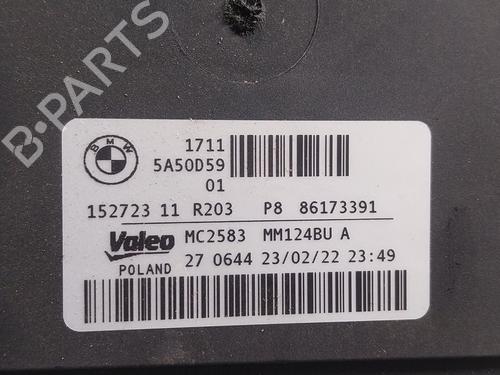 B-PARTS
BMW
1711
5A50D59
01
152723 11 R203 P8 86173391
Valeo MC2583 MM124BU A
POLAND 27 0644 23/02/22 23:49